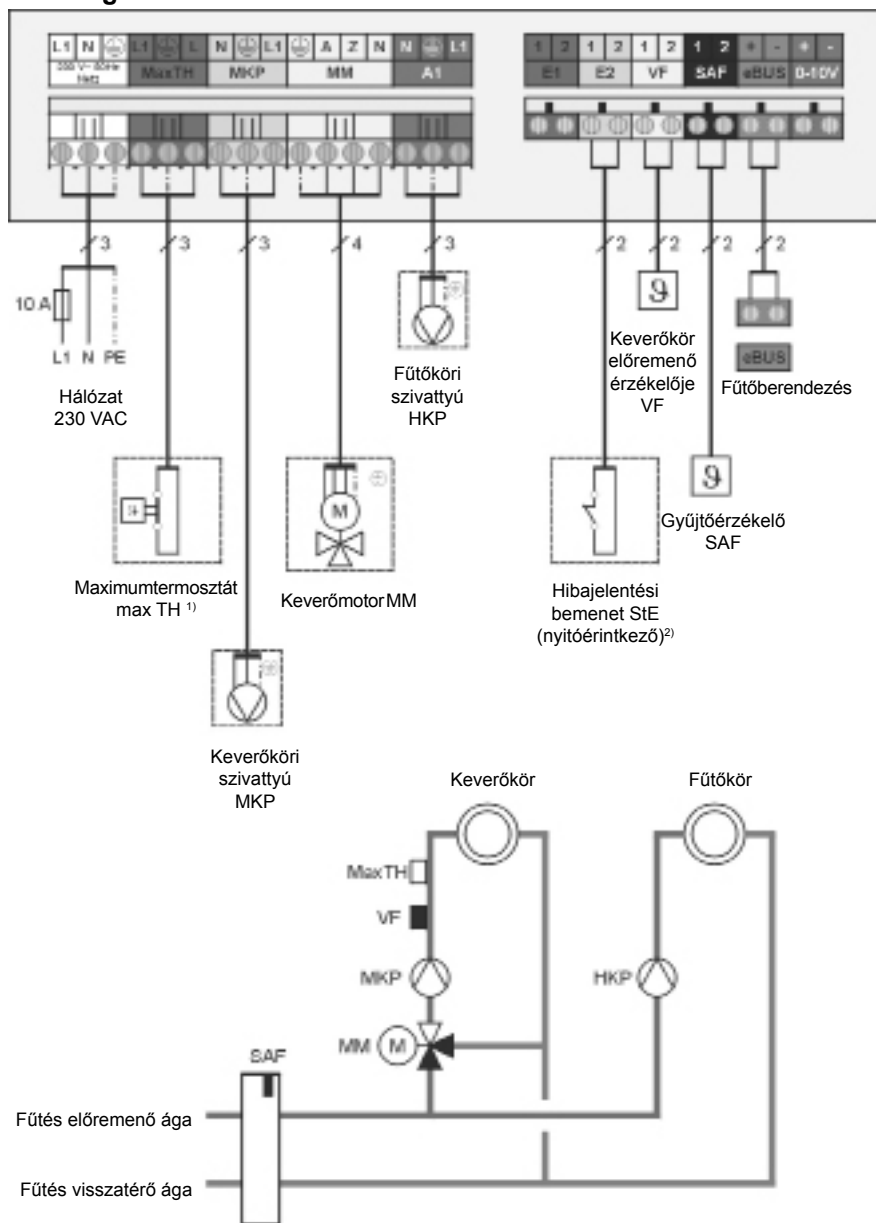 L1 N L1 L N L1 A Z N N L1 1 2 1 2 1 2 1 2 + - + -
230 V~ 50Hz
Netz
MaxTH MKP MM A1 E1 E2 VF SAF eBUS 0-10V
3 3 3 4 3 2 2 2 2
10 A
L1 N PE
Hálózat
230 VAC
Fűtőköri
szivattyú
HKP
Keverőkör
előremenő
érzékelője
VF
eBUS
Fűtőberendezés
M
Gyűjtőérzékelő
SAF
Maximumtermosztát
max TH 1)
Keverőmotor MM
Hibajelentési
bemenet StE
(nyitóérintkező)2)
Keverőköri
szivattyú
MKP
Keverőkör
Fűtőkör
MaxTH
VF
MKP
HKP
MM M
SAF
Fűtés előremenő ága
Fűtés visszatérő ága